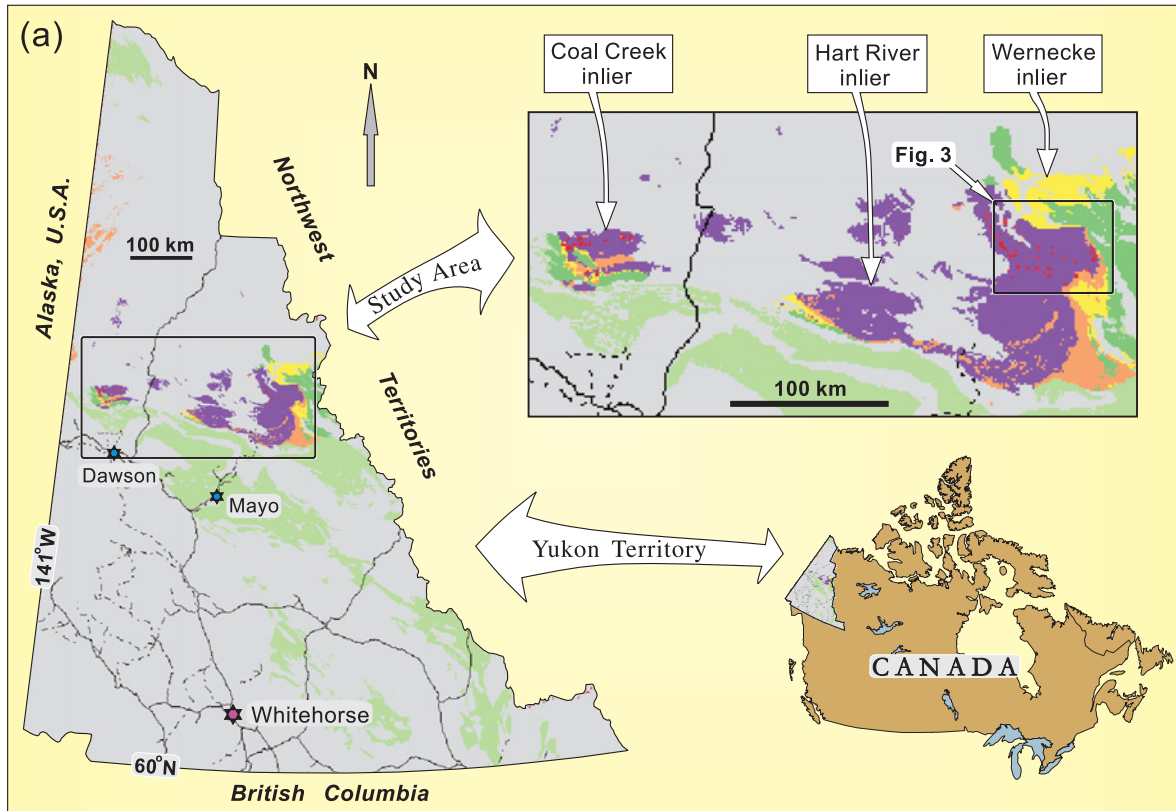 (a)
Coal Creek
inlier
Hart River
inlier
Wernecke
inlier
N
Fig. 3
Alaska, U.S.A.
Northwest
Territories
100 km
Study Area
100 km
Dawson
Mayo
141°W
Yukon Territory
CANADA
Whitehorse
60°N
British Columbia